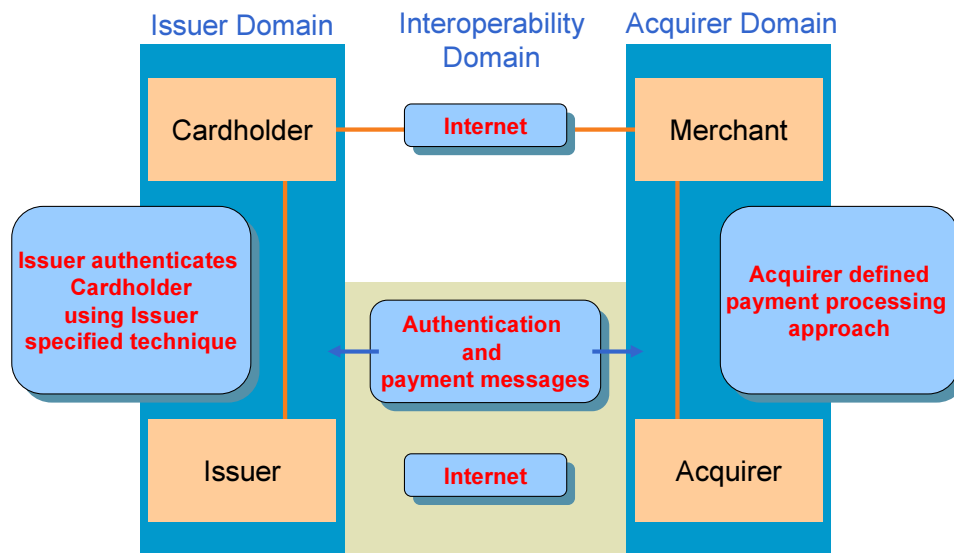 Issuer Domain
Interoperability
Domain
Acquirer Domain
Cardholder
Internet
Merchant
Issuer authenticates
Cardholder
using Issuer
specified technique
Authentication
and
payment messages
Acquirer defined
payment processing
approach
Issuer
Internet
Acquirer